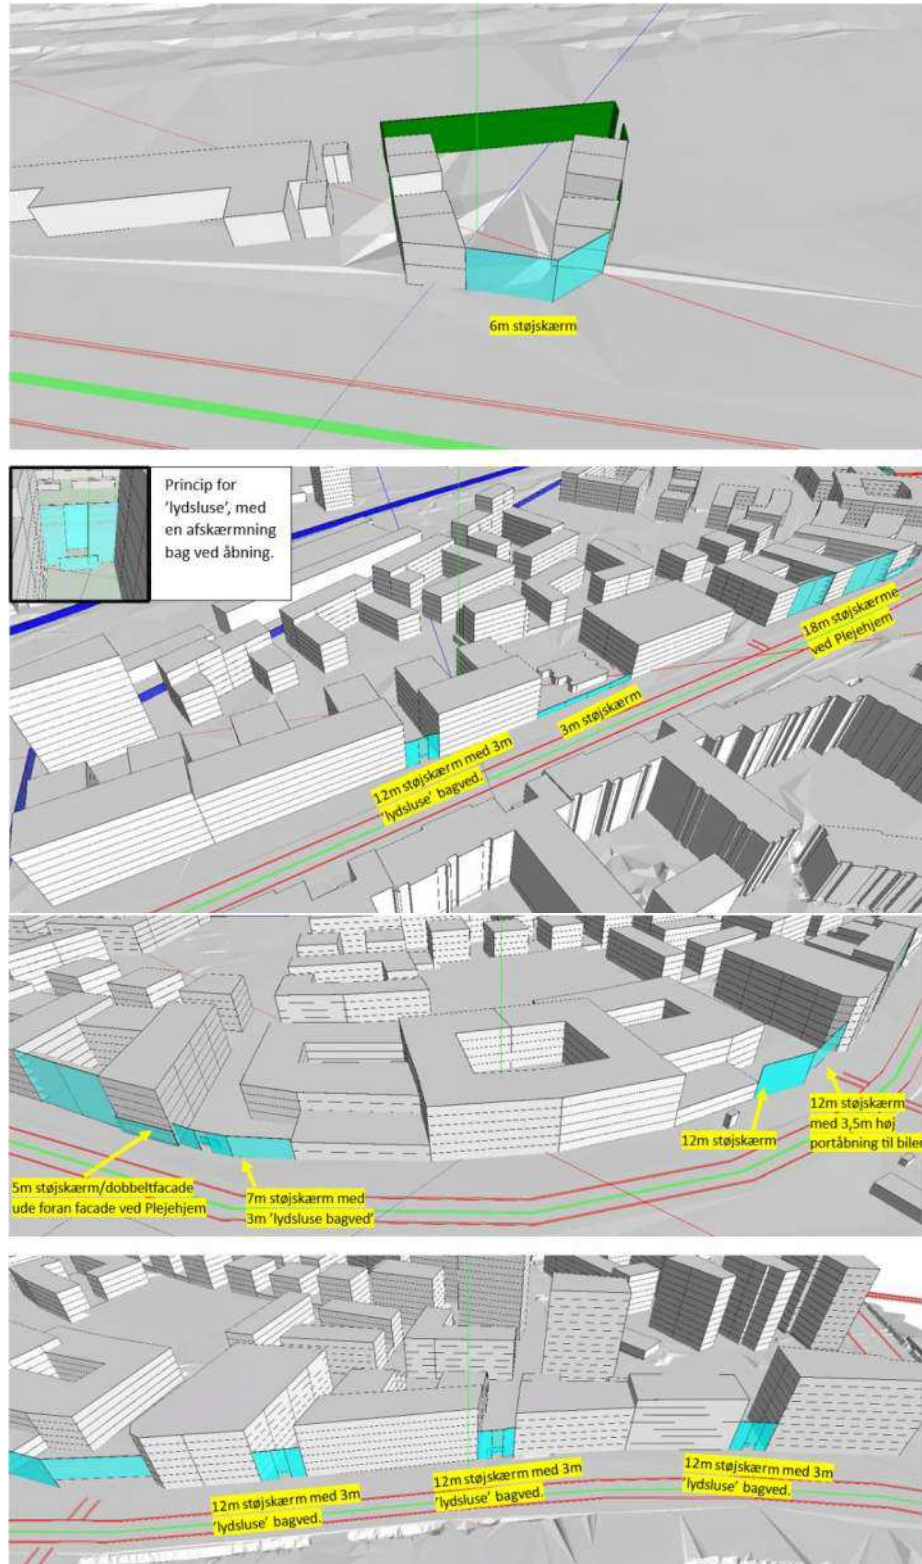 6m støjskærm
Princip for
’lydsluse’, med
en afskærmning
bag ved åbning.
18m støjskærme
ved Plejehjem
3m støjskærm
12m støjskærm med 3m
’lydsluse’ bagved.
5m støjskærm/dobbeltfacade
ude foran facade ved Plejehjem
7m støjskærm med
3m ’lydsluse bagved’
12m støjskærm
12m støjskærm
med 3,5m høj
portåbning til biler
12m støjskærm med 3m
’lydsluse’ bagved.
12m støjskærm med 3m
’lydsluse’ bagved.
12m støjskærm med 3m
’lydsluse’ bagved.